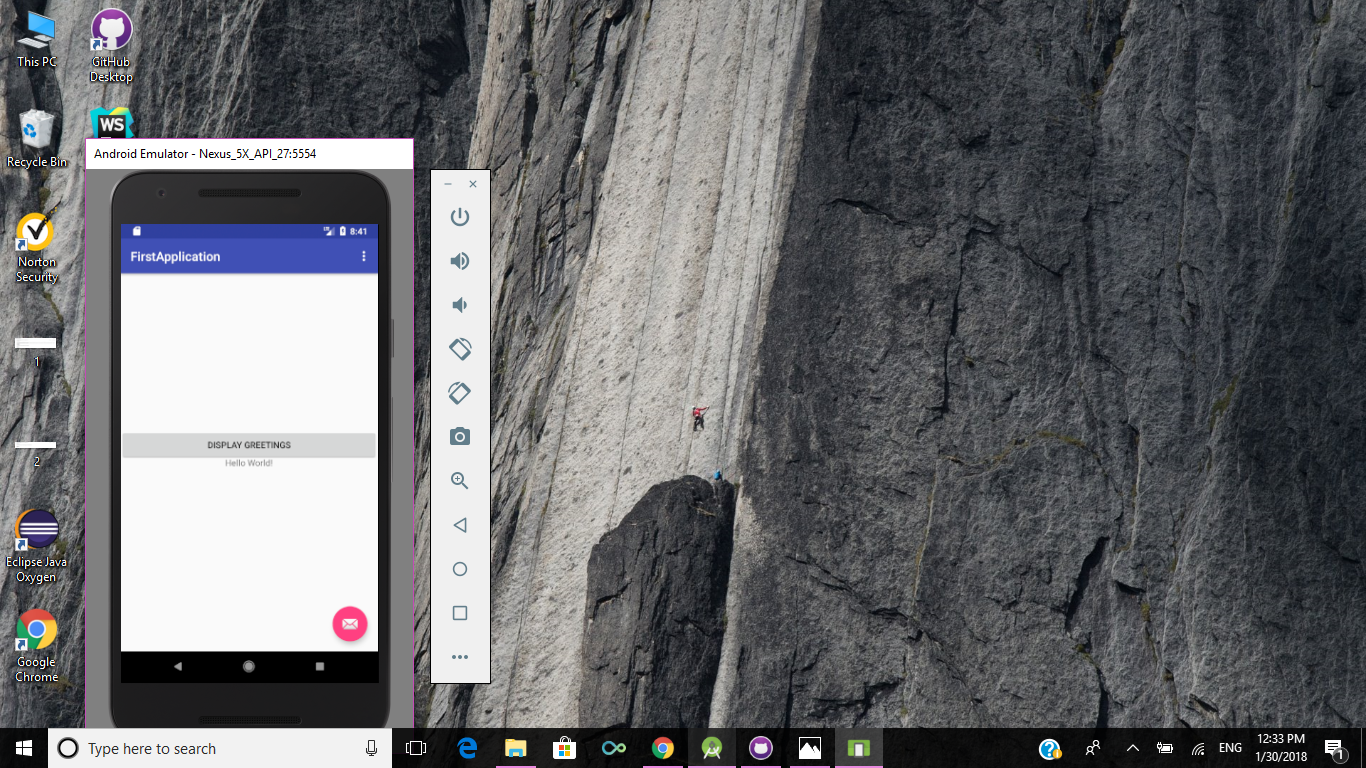 This PC
GitHub
Desktop
Recycle Bin
WS
Norton
Security
1
2
Eclipse Java
Oxygen
Google
Chrome
Android Emulator - Nexus_5X_API_27:5554
8:41
FirstApplication
DISPLAY GREETINGS
Hello World!
Type here to search
ENG
12:33 PM
1/30/2018
1